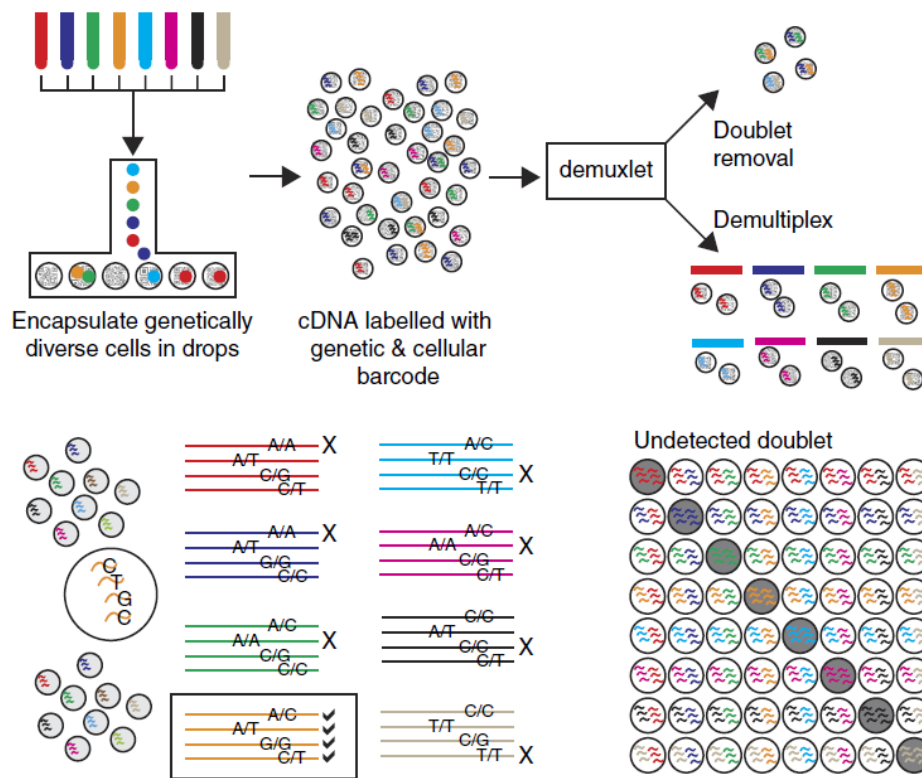 Encapsulate genetically
diverse cells in drops
cDNA labelled with
genetic & cellular
barcode
demuxlet
Doublet
removal
Demultiplex
C
T
G
C
A/A X
A/T
C/G
C/T
A/A X
A/T
G/G
C/C
A/C
A/A X
C/G
C/C
A/C
A/T
G/G
C/T
A/C
T/T
C/C X
T/T
A/C
A/A X
C/G
C/T
C/C
A/T
C/C X
C/T
C/C
T/T
C/G
T/T X
Undetected doublet